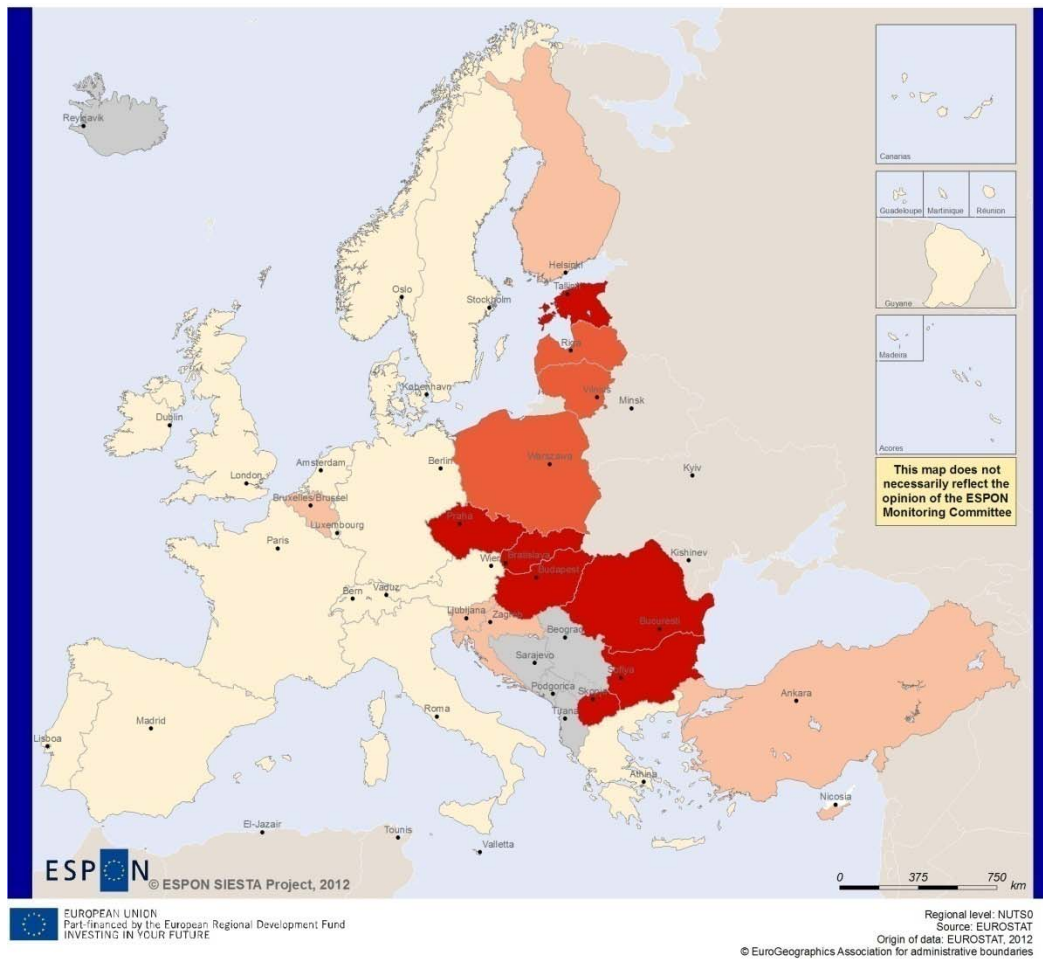 Reykjavik
Canarias
Guadeloupe
Martinique
Réunion
Helsinki
Oslo
Tallinn
Stockholm
Guyane
Riga
Madeira
København
Vilnius
Minsk
Dublin
Acores
Amsterdam
Berlin
Warszawa
London
Kyiv
This map does not
necessarily reflect the
opinion of the ESPON
Monitoring Committee
Bruxelles/Brussel
Praha
Luxembourg
Paris
Wien
Bratislava
Kishinev
Budapest
Bern
Vaduz
Ljubljana
Zagreb
Bucuresti
Beograd
Sarajevo
Sofiya
Podgorica
Skopje
Ankara
Roma
Tirana
Madrid
Lisboa
Athina
Nicosia
El-Jazair
Tounis
Valletta
ESPON
© ESPON SIESTA Project, 2012
0 375 750
km
EUROPEAN UNION
Part-financed by the European Regional Development Fund
INVESTING IN YOUR FUTURE
Regional level: NUTS0
Source: EUROSTAT
Origin of data: EUROSTAT, 2012
© EuroGeographics Association for administrative boundaries